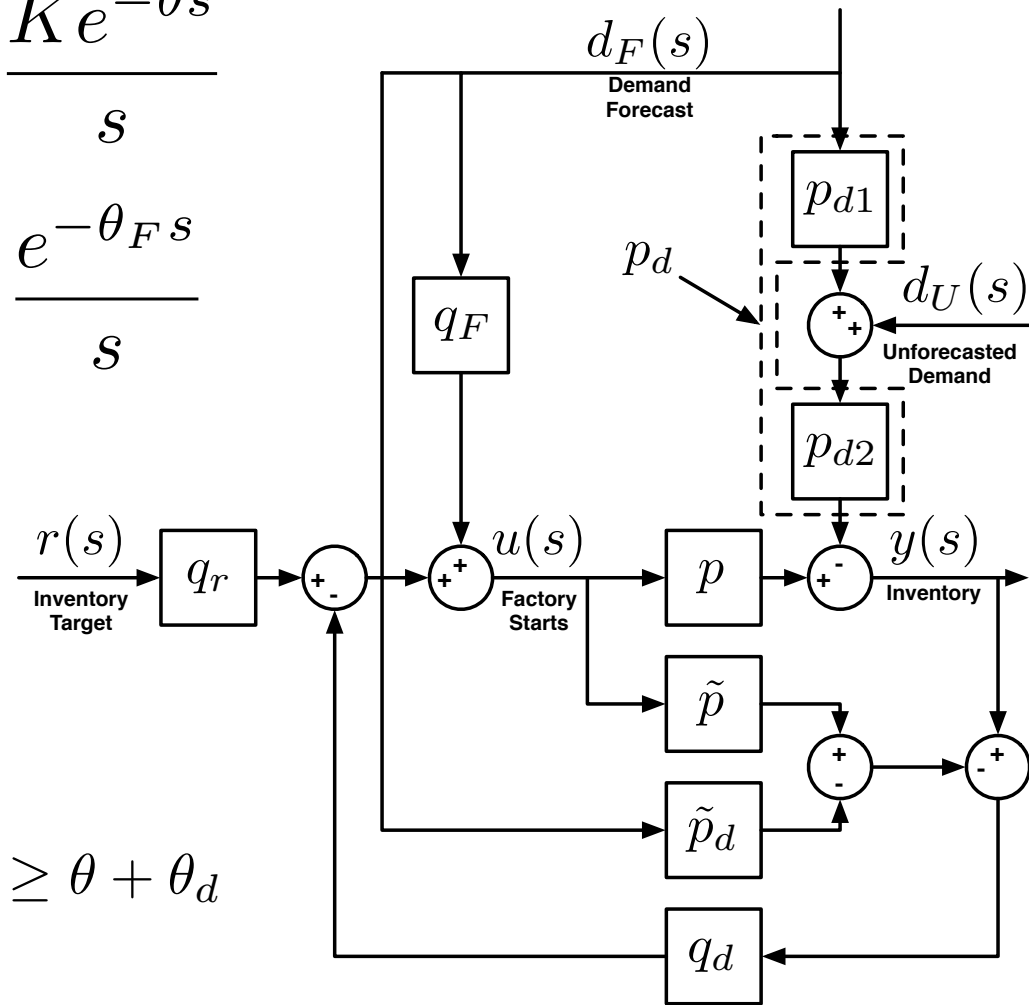 Ke^{-θs}
s
e^{-θ_F s}
s
d_F(s)
Demand
Forecast
p_{d1}
p_d
+
+
d_U(s)
Unforecasted
Demand
q_F
p_{d2}
r(s)
Inventory
Target
q_r
+
-
+
+
u(s)
Factory
Starts
p
+
-
y(s)
Inventory
p̃
+
-
-
+
p̃_d
≥ θ + θ_d
q_d